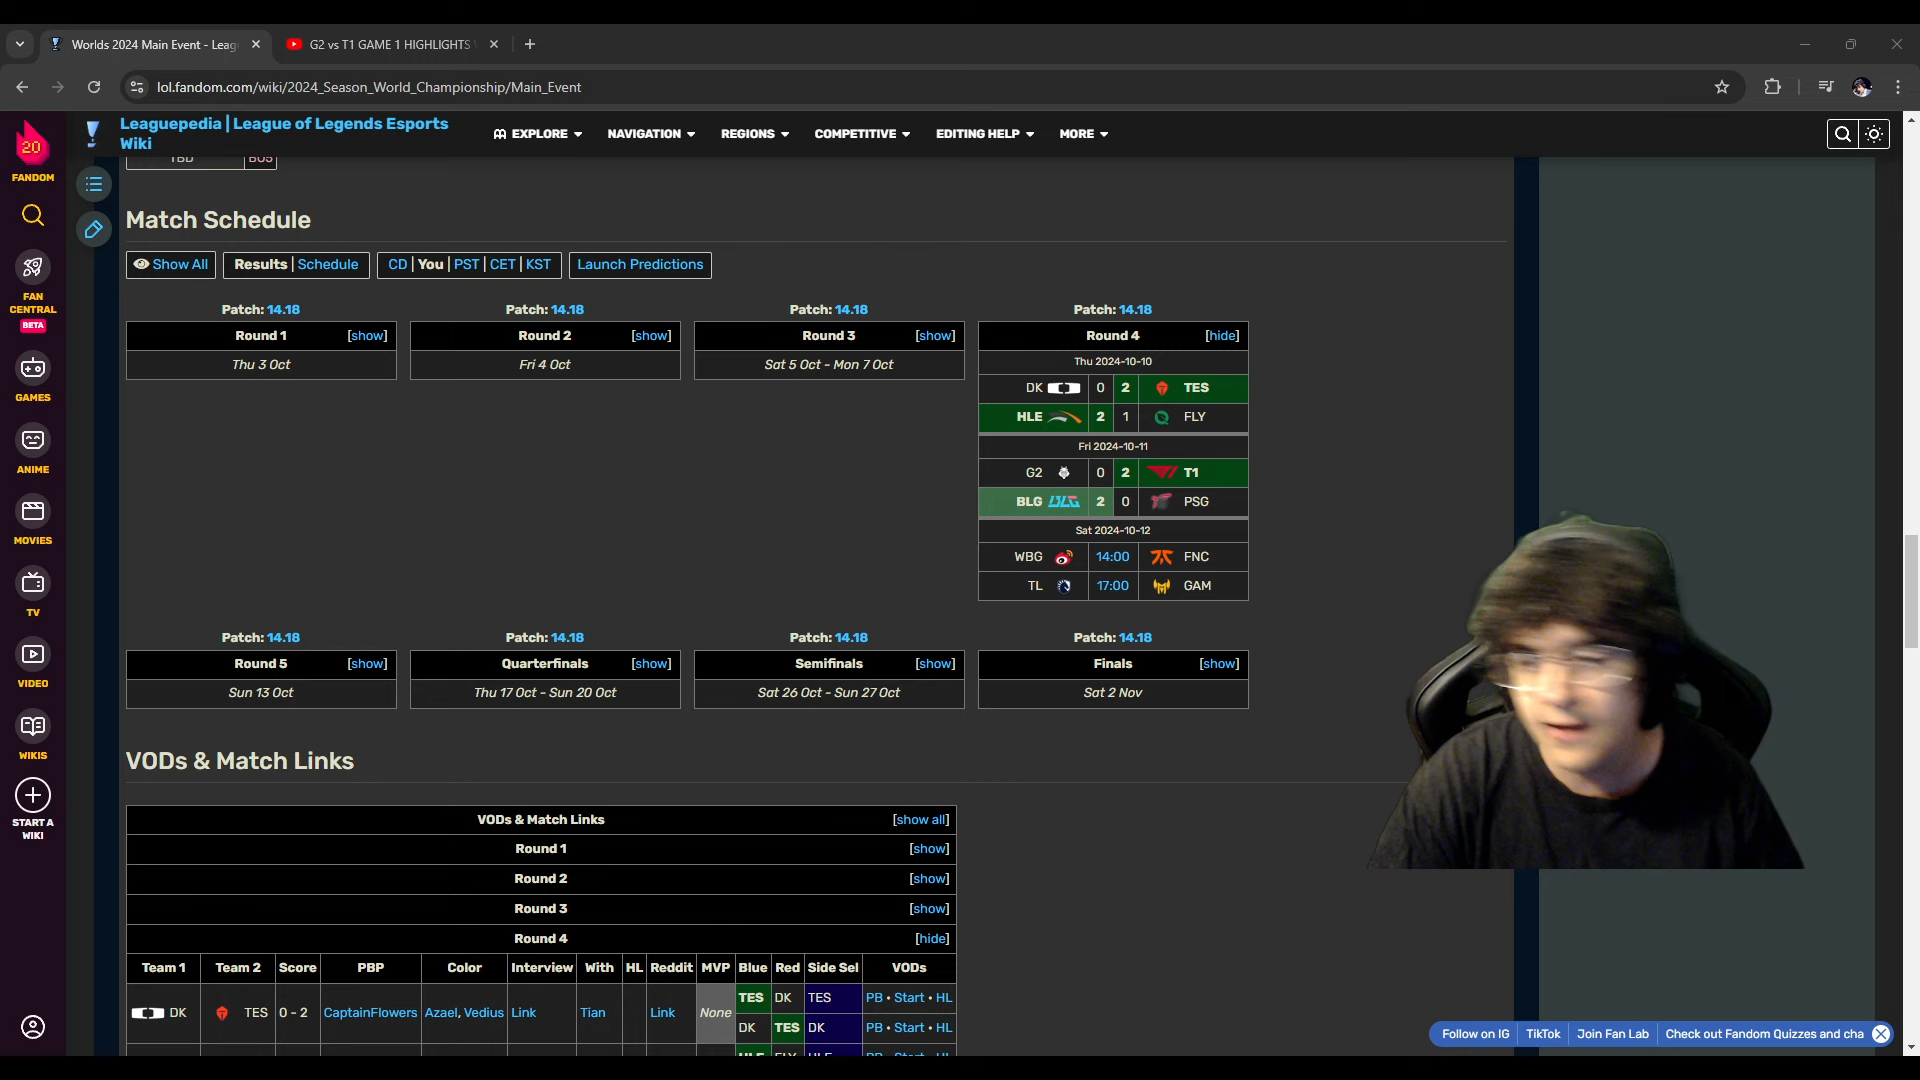 Worlds 2024 Main Event - Leag
G2 vs T1 GAME 1 HIGHLIGHTS
lol.fandom.com/wiki/2024_Season_World_Championship/Main_Event
20
FANDOM
FAN CENTRAL
BETA
GAMES
ANIME
MOVIES
TV
VIDEO
WIKIS
START A WIKI
Leaguepedia | League of Legends Esports
Wiki
EXPLORE NAVIGATION REGIONS COMPETITIVE EDITING HELP MORE
TBD BO5
Match Schedule
Show All Results | Schedule CD | You | PST | CET | KST Launch Predictions
Patch: 14.18 Patch: 14.18 Patch: 14.18 Patch: 14.18
Round 1 [show] Round 2 [show] Round 3 [show] Round 4 [hide]
Thu 3 Oct Fri 4 Oct Sat 5 Oct - Mon 7 Oct Thu 2024-10-10
DK 0 2 TES
HLE 2 1 FLY
Fri 2024-10-11
G2 0 2 T1
BLG BLG 2 0 PSG
Sat 2024-10-12
WBG 14:00 FNC
TL 17:00 GAM
Patch: 14.18 Patch: 14.18 Patch: 14.18 Patch: 14.18
Round 5 [show] Quarterfinals [show] Semifinals [show] Finals [show]
Sun 13 Oct Thu 17 Oct - Sun 20 Oct Sat 26 Oct - Sun 27 Oct Sat 2 Nov
VODs & Match Links
VODs & Match Links [show all]
Round 1 [show]
Round 2 [show]
Round 3 [show]
Round 4 [hide]
Team 1 Team 2 Score PBP Color Interview With HL Reddit MVP Blue Red Side Sel VODs
DK TES 0 - 2 CaptainFlowers Azael, Vedius Link Tian Link None TES DK TES PB • Start • HL
DK TES DK PB • Start • HL
HLE FLY HLE PB • Start • HL
Follow on IG TikTok Join Fan Lab Check out Fandom Quizzes and cha